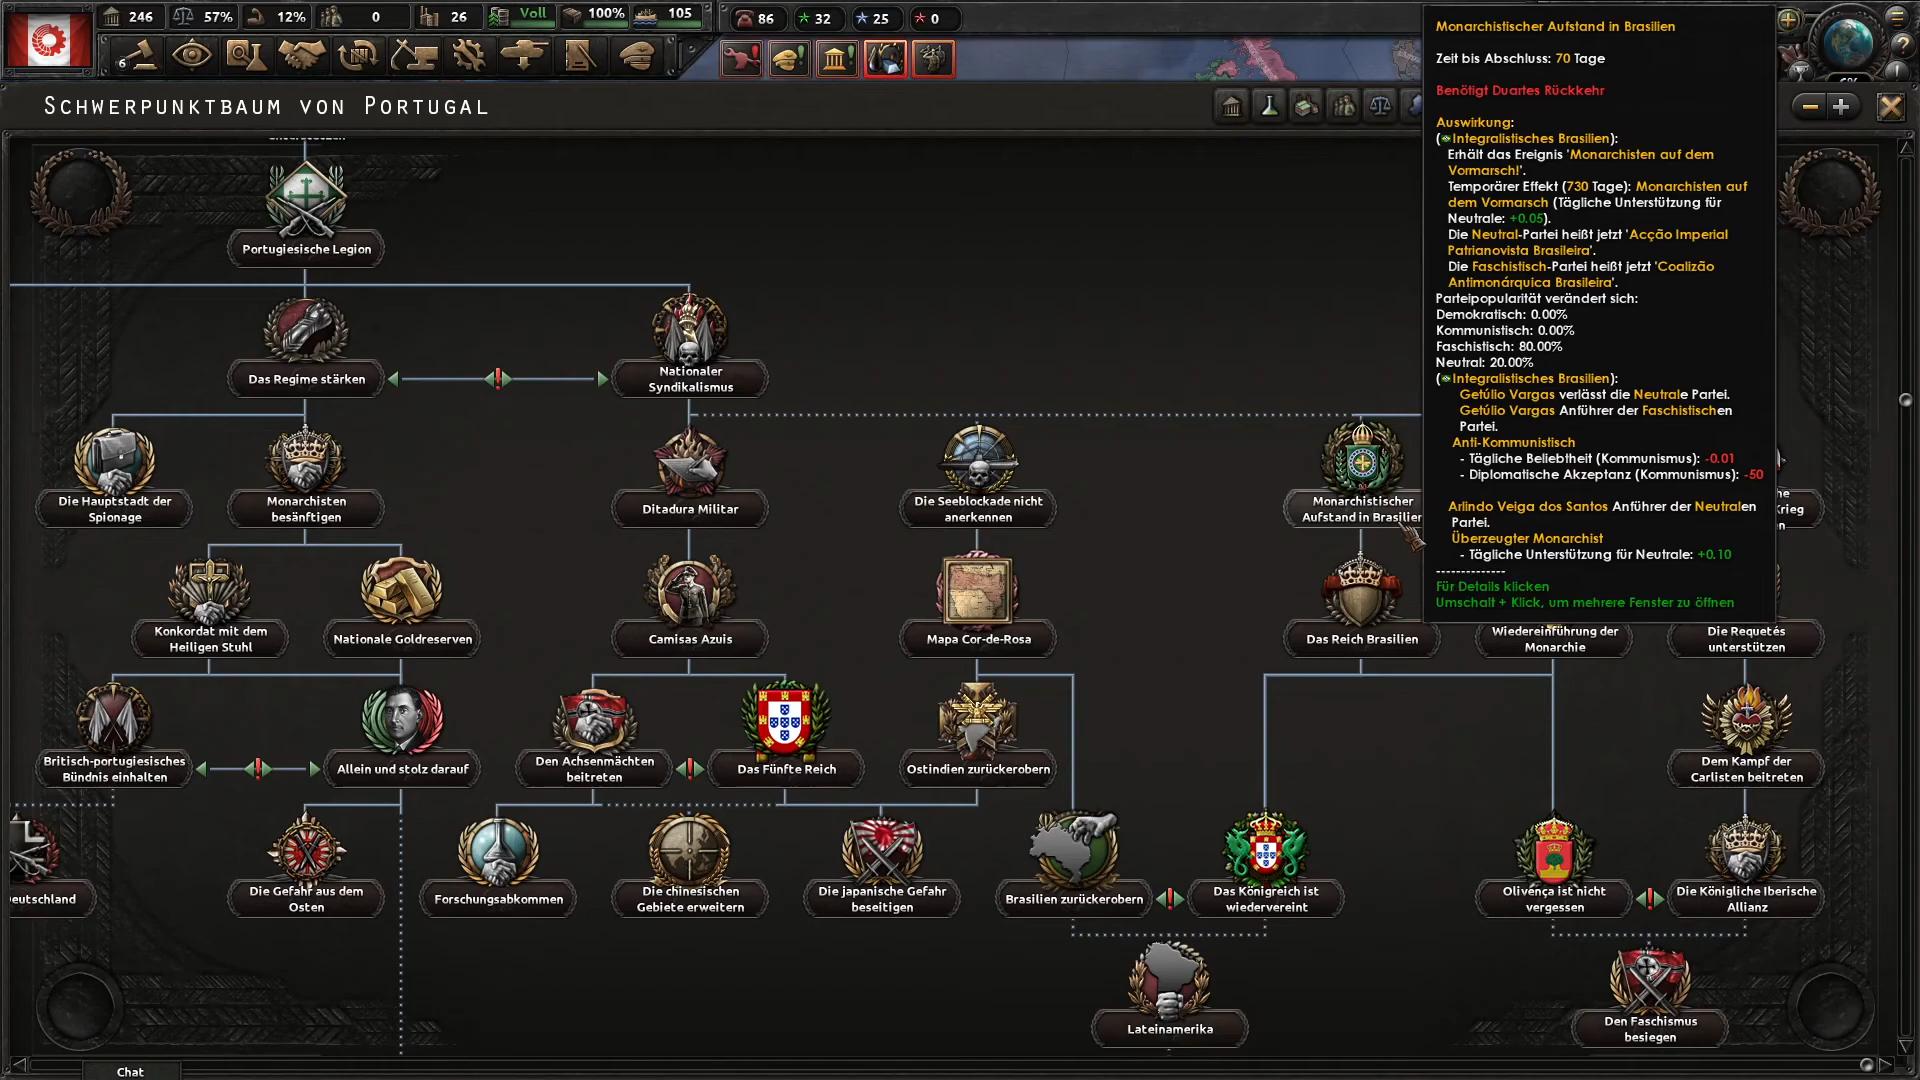 246
57%
12%
0
26
Voll
100%
105
86
32
25
0
6
SCHWERPUNKTBAUM VON PORTUGAL
Portugiesische Legion
Das Regime stärken
Nationaler
Syndikalismus
Die Hauptstadt der
Spionage
Monarchisten
besänftigen
Ditadura Militar
Die Seeblockade nicht
anerkennen
Monarchistischer
Aufstand in Brasilien
Konkordat mit dem
Heiligen Stuhl
Nationale Goldreserven
Camisas Azuis
Mapa Cor-de-Rosa
Das Reich Brasilien
Wiedereinführung der
Monarchie
Die Requetés
unterstützen
Britisch-portugiesisches
Bündnis einhalten
Allein und stolz darauf
Den Achsenmächten
beitreten
Das Fünfte Reich
Ostindien zurückerobern
Dem Kampf der
Carlisten beitreten
Die Gefahr aus dem
Osten
Forschungsabkommen
Die chinesischen
Gebiete erweitern
Die japanische Gefahr
beseitigen
Brasilien zurückerobern
Das Königreich ist
wiedervereint
Olivença ist nicht
vergessen
Die Königliche Iberische
Allianz
Lateinamerika
Den Faschismus
besiegen
Chat
Monarchistischer Aufstand in Brasilien
Zeit bis Abschluss: 70 Tage
Benötigt Duartes Rückkehr
Auswirkung:
(Integralistisches Brasilien):
Erhält das Ereignis 'Monarchisten auf dem
Vormarsch!'.
Temporärer Effekt (730 Tage): Monarchisten auf
dem Vormarsch (Tägliche Unterstützung für
Neutrale: +0.05).
Die Neutral-Partei heißt jetzt 'Acção Imperial
Patrianovista Brasileira'.
Die Faschistisch-Partei heißt jetzt 'Coalizão
Antimonárquica Brasileira'.
Parteipopularität verändert sich:
Demokratisch: 0.00%
Kommunistisch: 0.00%
Faschistisch: 80.00%
Neutral: 20.00%
(Integralistisches Brasilien):
Getúlio Vargas verlässt die Neutrale Partei.
Getúlio Vargas Anführer der Faschistischen
Partei.
Anti-Kommunistisch
- Tägliche Beliebtheit (Kommunismus): -0.01
- Diplomatische Akzeptanz (Kommunismus): -50
Arlindo Veiga dos Santos Anführer der Neutralen
Partei.
Überzeugter Monarchist
- Tägliche Unterstützung für Neutrale: +0.10
--------------
Für Details klicken
Umschalt + Klick, um mehrere Fenster zu öffnen